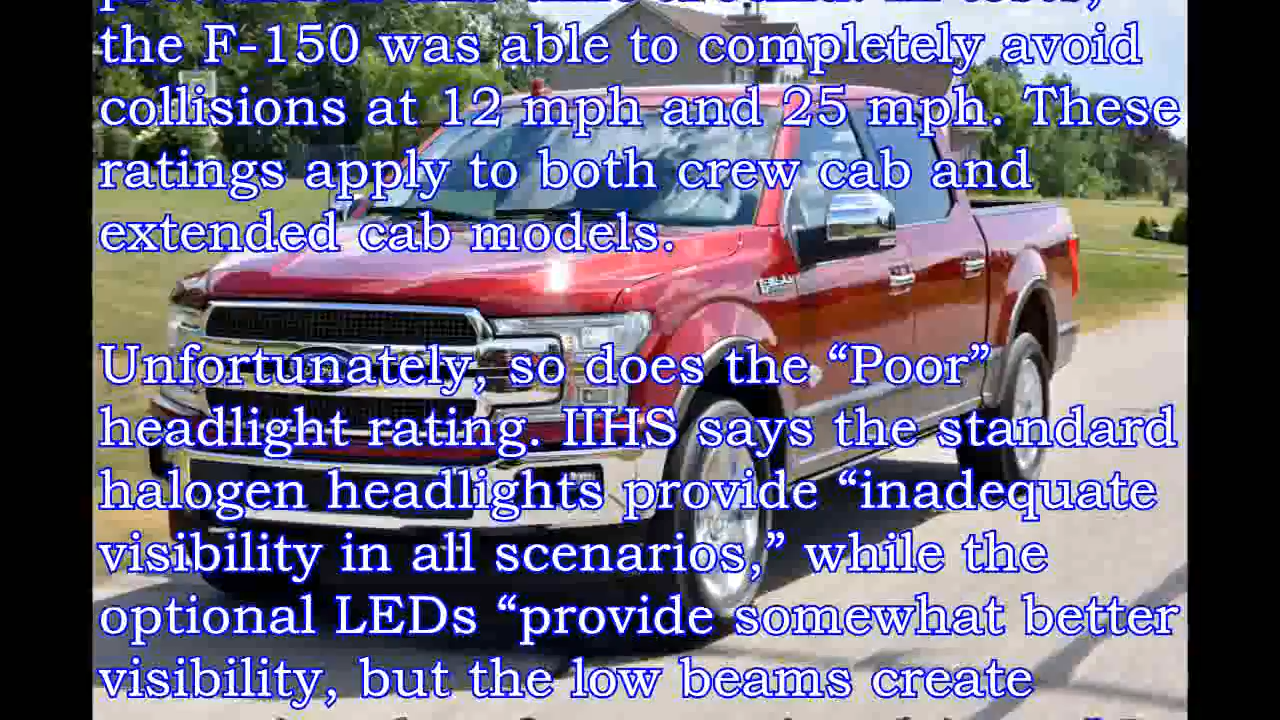 the F-150 was able to completely avoid
collisions at 12 mph and 25 mph. These
ratings apply to both crew cab and
extended cab models.
Unfortunately, so does the “Poor”
headlight rating. IIHS says the standard
halogen headlights provide “inadequate
visibility in all scenarios,” while the
optional LEDs “provide somewhat better
visibility, but the low beams create